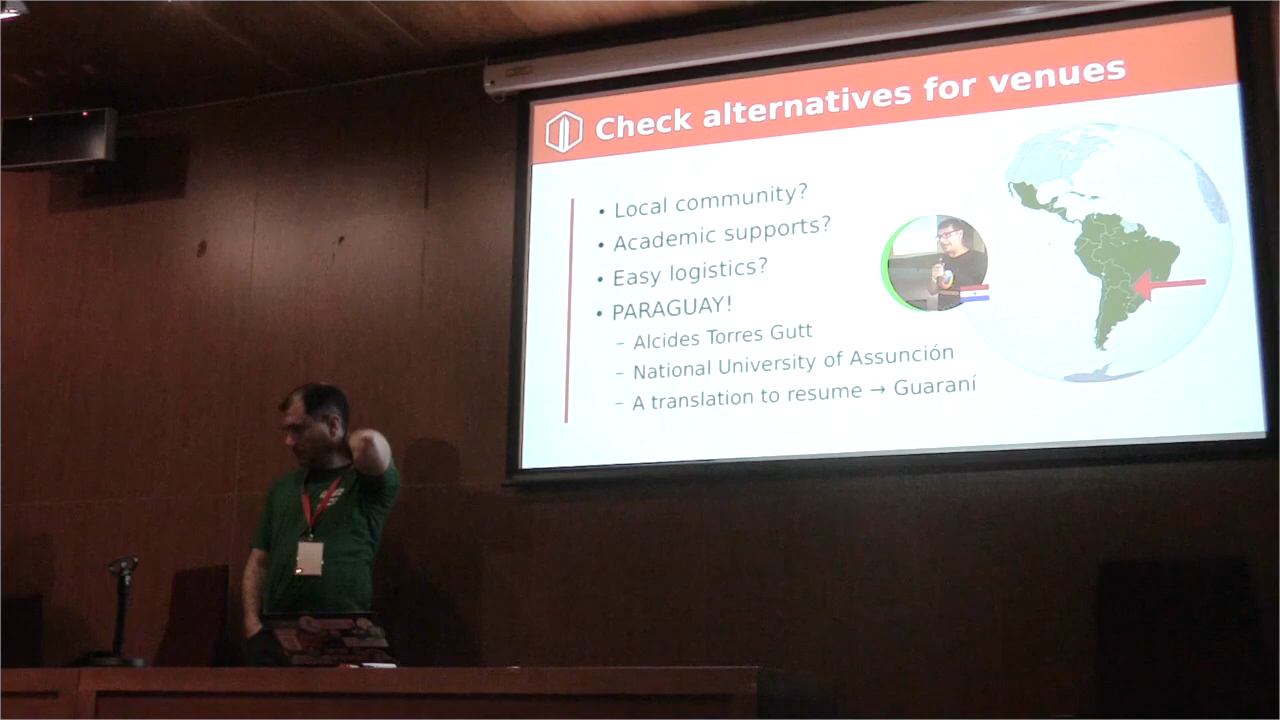 Check alternatives for venues
• Local community?
• Academic supports?
• Easy logistics?
• PARAGUAY!
– Alcides Torres Gutt
– National University of Assunción
– A translation to resume → Guaraní